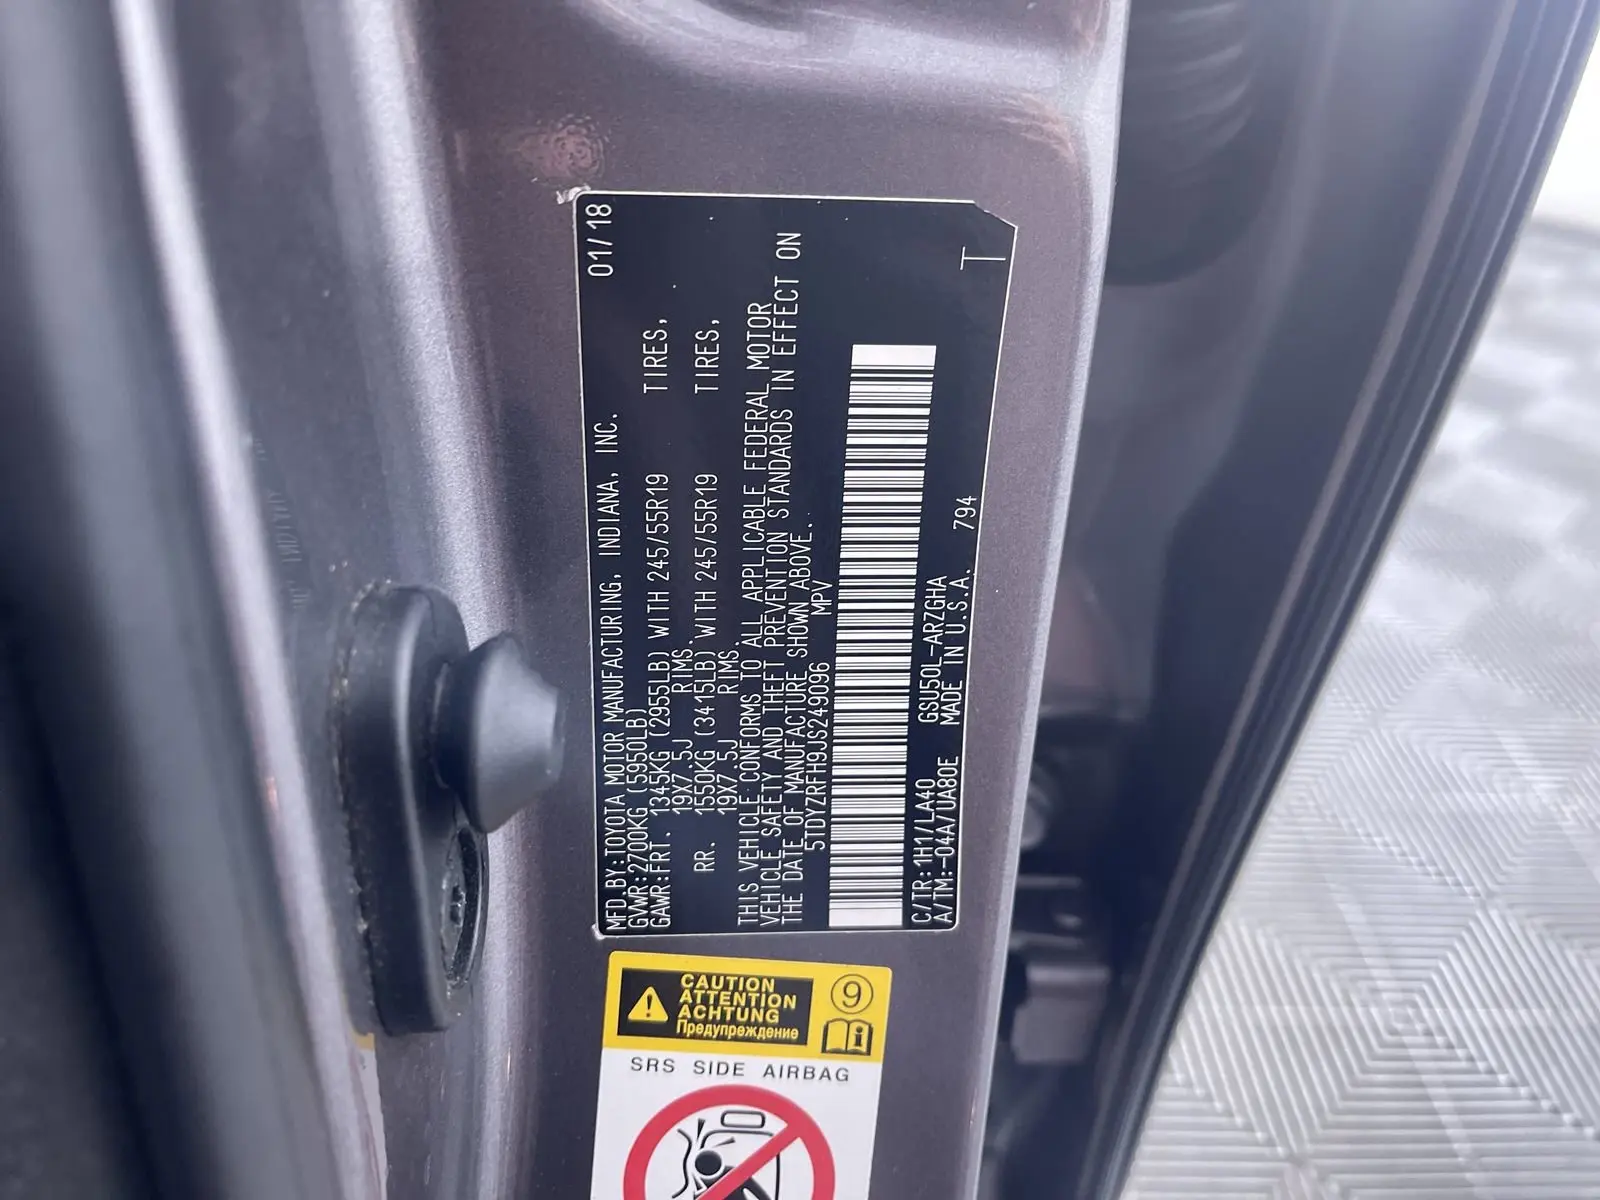 MFD.BY:TOYOTA MOTOR MANUFACTURING, INDIANA, INC. 01/18
GVWR:2700KG (5950LB)
GAWR:FRT. 1345KG (2955LB) WITH 245/55R19 TIRES,
19X7.5J RIMS.
RR. 1550KG (3415LB) WITH 245/55R19 TIRES,
19X7.5J RIMS.
THIS VEHICLE CONFORMS TO ALL APPLICABLE FEDERAL MOTOR
VEHICLE SAFETY AND THEFT PREVENTION STANDARDS IN EFFECT ON
THE DATE OF MANUFACTURE SHOWN ABOVE.
5TDYZRFH9JS249096 MPV
C/TR:1H1/LA40 GSU50L-ARZGHA
A/TM:-04A/UA80E MADE IN U.S.A. 794
T
CAUTION
ATTENTION
ACHTUNG
Предупреждение
9
i
SRS SIDE AIRBAG